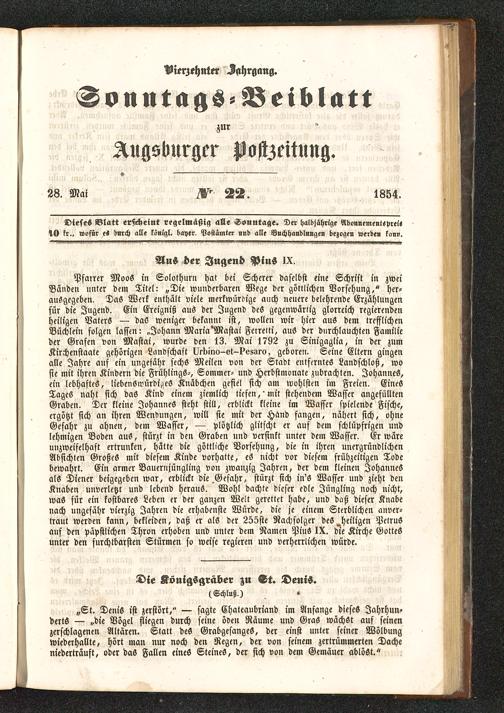 Vierzehnter Jahrgang.
Sonntags-Beiblatt
zur
Augsburger Postzeitung.
28. Mai № 22. 1854.
Dieses Blatt erscheint regelmäßig alle Sonntage. Der halbjährige Abonnementspreis
40 kr., wofür es durch alle königl. bayer. Postämter und alle Buchhandlungen bezogen werden kann.
Aus der Jugend Pius IX.
Pfarrer Moos in Solothurn hat bei Scherer daselbst eine Schrift in zwei
Bänden unter dem Titel: „Die wunderbaren Wege der göttlichen Vorsehung,“ her-
ausgegeben. Das Werk enthält viele merkwürdige auch neuere belehrende Erzählungen
für die Jugend. Ein Ereigniß aus der Jugend des gegenwärtig glorreich regierenden
heiligen Vaters — das weniger bekannt ist, wollen wir hier aus dem trefflichen
Büchlein folgen lassen: „Johann Maria Mastai Ferretti, aus der durchlauchten Familie
der Grafen von Mastai, wurde den 13. Mai 1792 zu Sinigaglia, in der zum
Kirchenstaate gehörigen Landschaft Urbino-et-Pesaro, geboren. Seine Eltern gingen
alle Jahre auf ein ungefähr sechs Meilen von der Stadt entferntes Landschloß, wo
sie mit ihren Kindern die Frühlings-, Sommer- und Herbstmonate zubrachten. Johannes,
ein lebhaftes, liebenswürdiges Knäbchen gefiel sich am wohlsten im Freien. Eines
Tages naht sich das Kind einem ziemlich tiefen, mit stehendem Wasser angefüllten
Graben. Der kleine Johannes steht still, erblickt kleine im Wasser spielende Fische,
ergötzt sich an ihren Wendungen, will sie mit der Hand fangen, nähert sich, ohne
Gefahr zu ahnen, dem Wasser, — plötzlich glitscht er auf dem schlüpfrigen und
lehmigen Boden aus, stürzt in den Graben und versinkt unter dem Wasser. Er wäre
unzweifelhaft ertrunken, hätte die göttliche Vorsehung, die in ihren unergründlichen
Absichten Großes mit diesem Kinde vorhatte, es nicht vor diesem frühzeitigen Tode
bewahrt. Ein armer Bauernjüngling von zwanzig Jahren, der dem kleinen Johannes
als Diener beigegeben war, erblickt die Gefahr, stürzt sich in's Wasser und zieht den
Knaben unverletzt und lebend heraus. Wohl dachte dieser edle Jüngling noch nicht,
was für ein kostbares Leben er der ganzen Welt gerettet habe, und daß dieser Knabe
nach ungefähr vierzig Jahren die erhabenste Würde, die je einem Sterblichen anver-
traut werden kann, bekleiden, daß er als der 255ste Nachfolger des heiligen Petrus
auf den päpstlichen Thron erhoben und unter dem Namen Pius IX. die Kirche Gottes
unter den furchtbarsten Stürmen so weise regieren und verherrlichen würde.
Die Königsgräber zu St. Denis.
(Schluß.)
„St. Denis ist zerstört,“ — sagte Chateaubriand im Anfange dieses Jahrhun-
derts — „die Vögel fliegen durch seine öden Räume und Gras wächst auf seinen
zerschlagenen Altären. Statt des Grabgesanges, der einst unter seiner Wölbung
wiederhallte, hört man nur noch den Regen, der von seinem zertrümmerten Dache
niederträuft, oder das Fallen eines Steines, der sich von dem Gemäuer ablöst.“